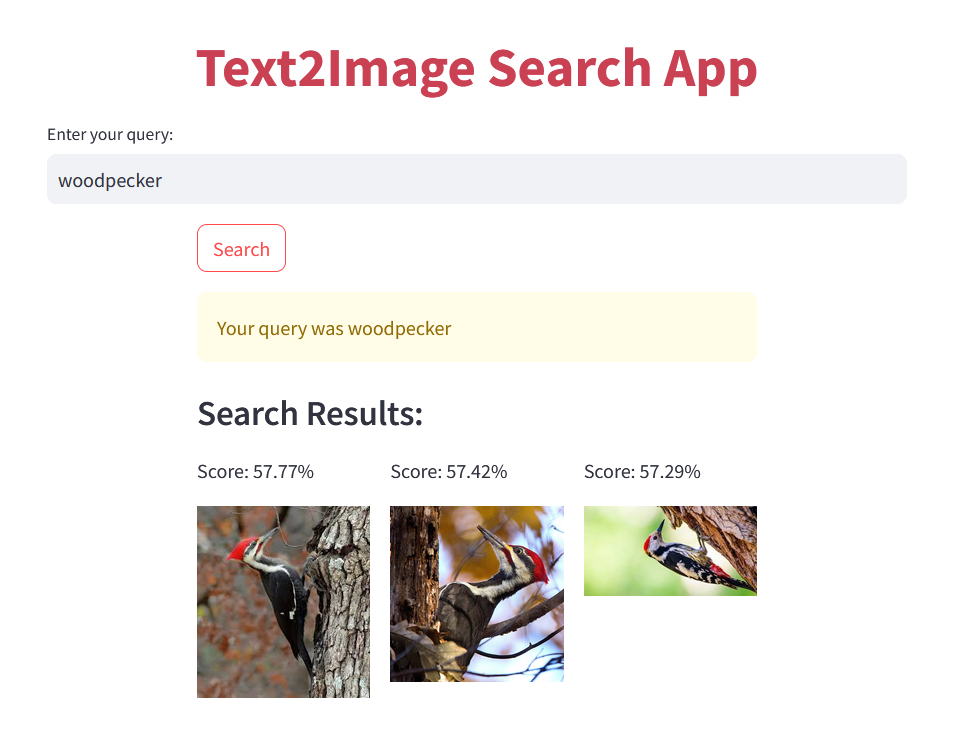 Text2Image Search App
Enter your query:
woodpecker
Search
Your query was woodpecker
Search Results:
Score: 57.77%
Score: 57.42%
Score: 57.29%